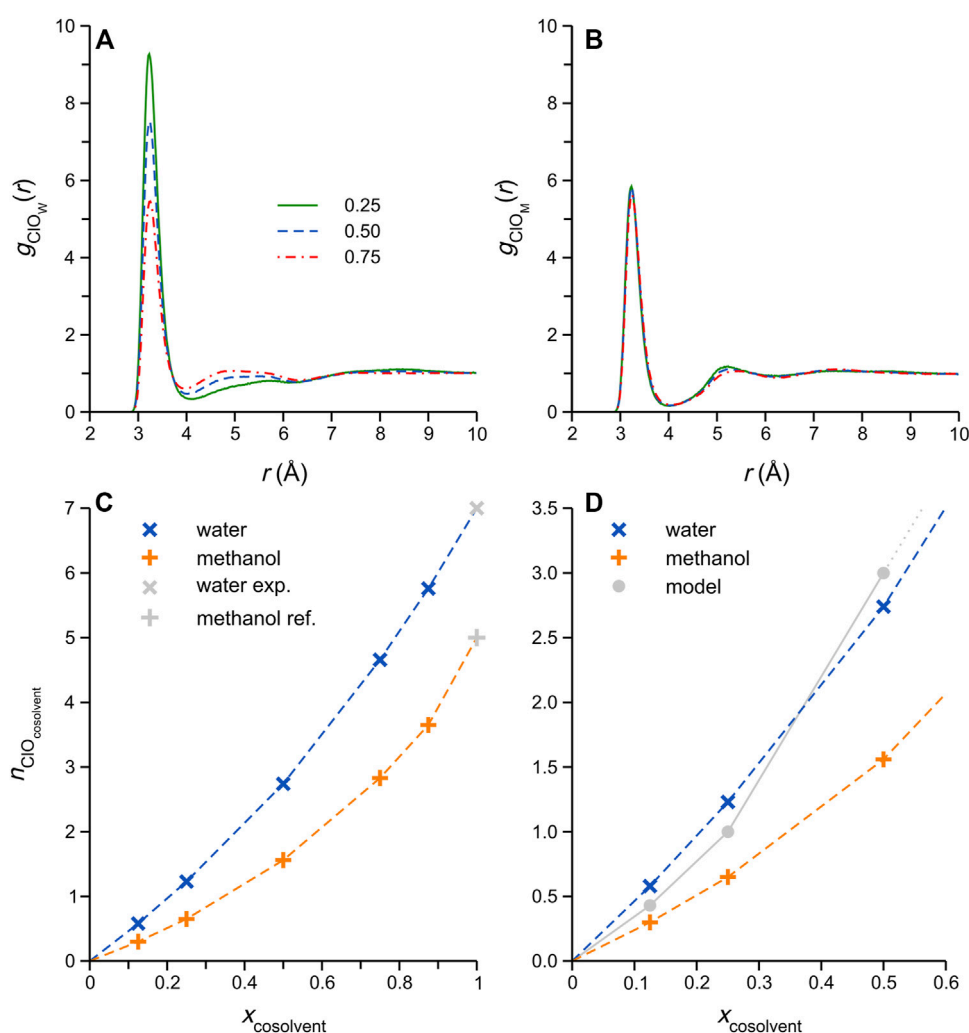 A
10
8
6
4
2
0
g_ClO_W(r)
0.25
0.50
0.75
2 3 4 5 6 7 8 9 10
r (Å)
B
10
8
6
4
2
0
g_ClO_M(r)
2 3 4 5 6 7 8 9 10
r (Å)
C
7
6
5
4
3
2
1
0
n_ClO_cosolvent
water
methanol
water exp.
methanol ref.
0 0.2 0.4 0.6 0.8 1
x_cosolvent
D
3.5
3.0
2.5
2.0
1.5
1.0
0.5
0.0
water
methanol
model
0 0.1 0.2 0.3 0.4 0.5 0.6
x_cosolvent